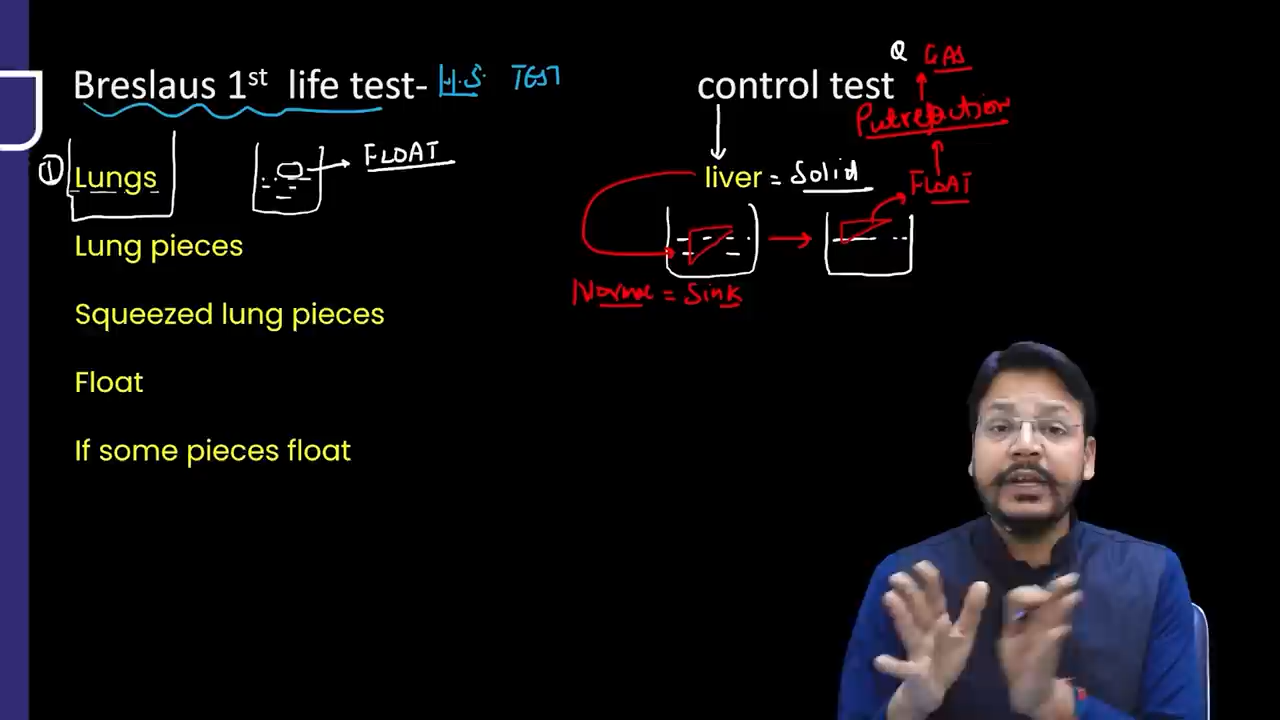 Breslaus 1st life test- H.S. TEST
① Lungs
FLOAT
Lung pieces
Squeezed lung pieces
Float
If some pieces float
Q GAS
control test
Putrefaction
liver = Solid
FLOAT
Normal = Sink